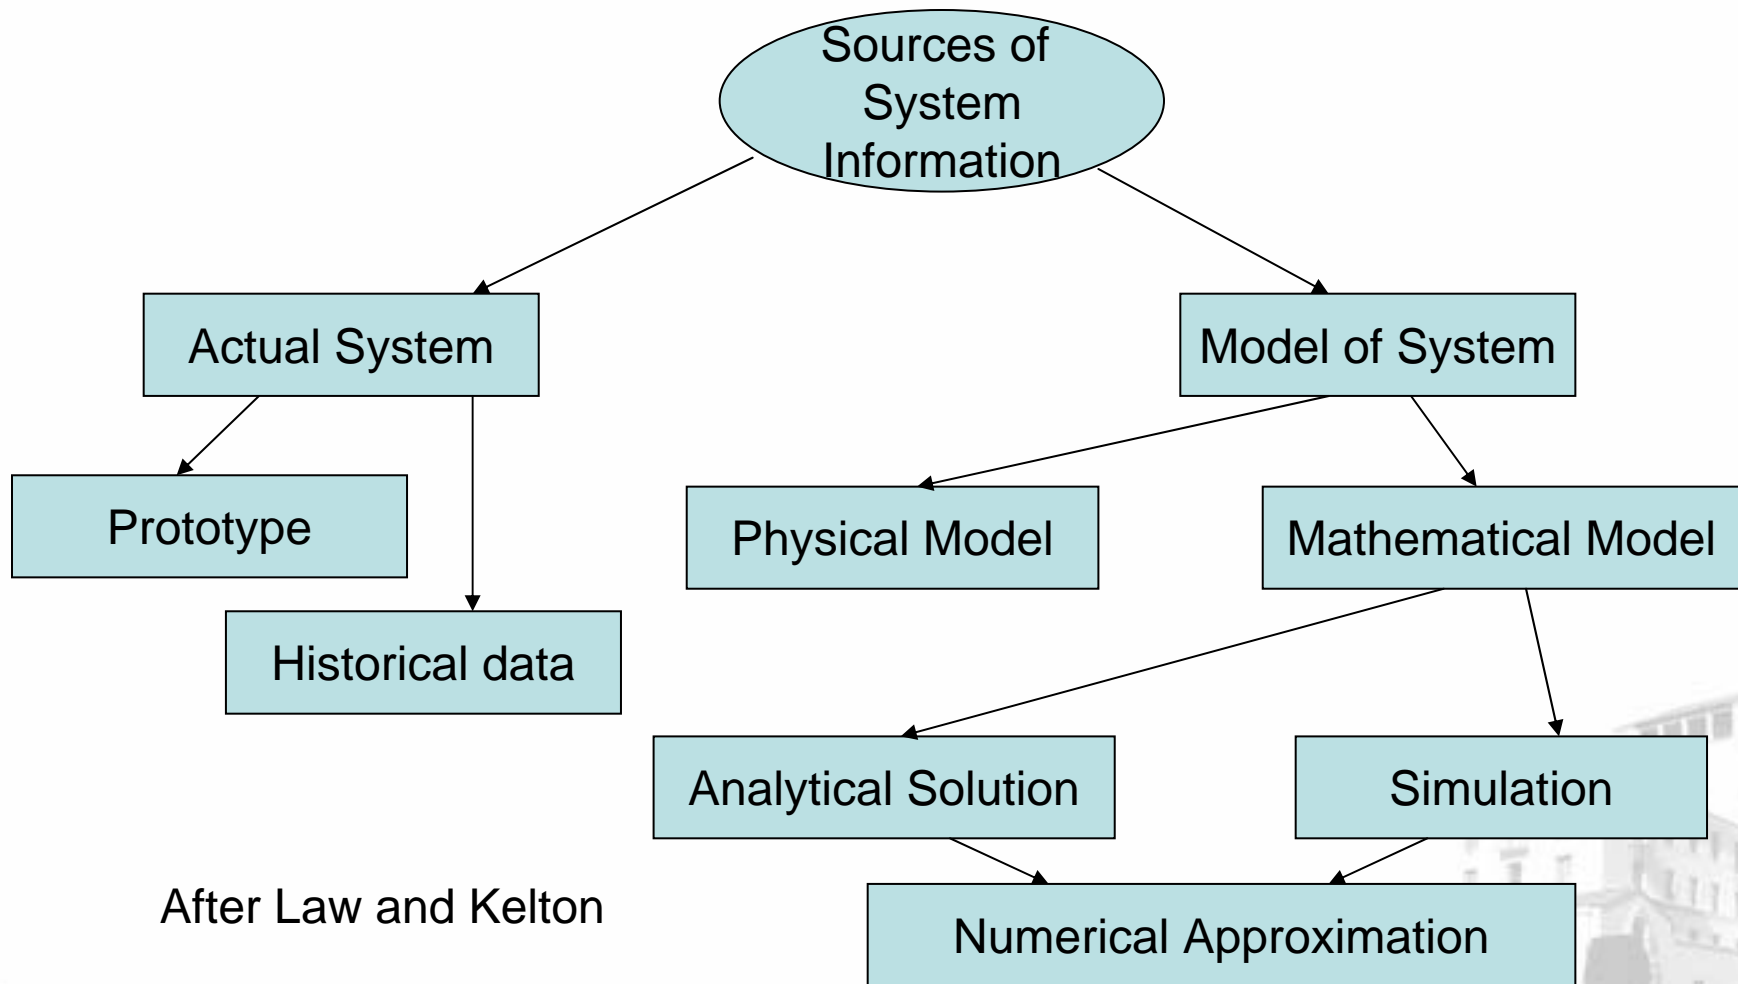 Sources of
System
Information
Actual System
Model of System
Prototype
Physical Model
Mathematical Model
Historical data
Analytical Solution
Simulation
After Law and Kelton
Numerical Approximation